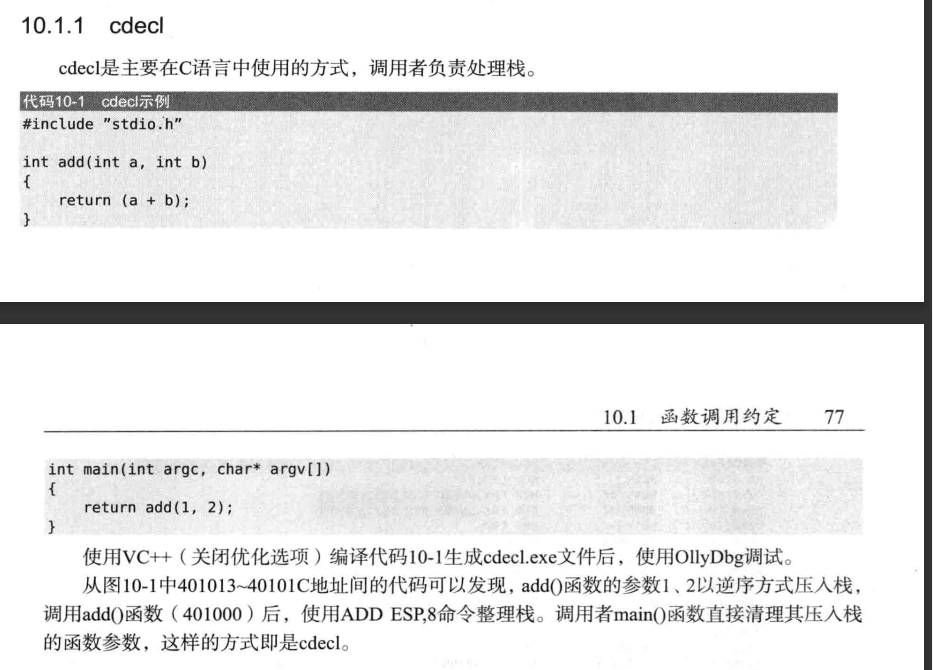 10.1.1 cdecl
cdecl是主要在C语言中使用的方式，调用者负责处理栈。
代码10-1 cdecl示例
#include "stdio.h"
int add(int a, int b)
{
return (a + b);
}
10.1 函数调用约定 77
int main(int argc, char* argv[])
{
return add(1, 2);
}
使用VC++（关闭优化选项）编译代码10-1生成cdecl.exe文件后，使用OllyDbg调试。
从图10-1中401013~40101C地址间的代码可以发现，add()函数的参数1、2以逆序方式压入栈，
调用add()函数（401000）后，使用ADD ESP,8命令整理栈。调用者main()函数直接清理其压入栈
的函数参数，这样的方式即是cdecl。